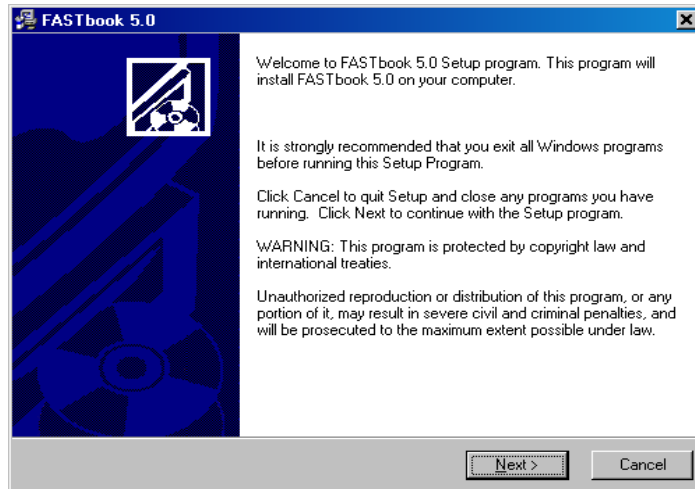 FASTbook 5.0
Welcome to FASTbook 5.0 Setup program. This program will
install FASTbook 5.0 on your computer.
It is strongly recommended that you exit all Windows programs
before running this Setup Program.
Click Cancel to quit Setup and close any programs you have
running.  Click Next to continue with the Setup program.
WARNING: This program is protected by copyright law and
international treaties.
Unauthorized reproduction or distribution of this program, or any
portion of it, may result in severe civil and criminal penalties, and
will be prosecuted to the maximum extent possible under law.
Next >
Cancel